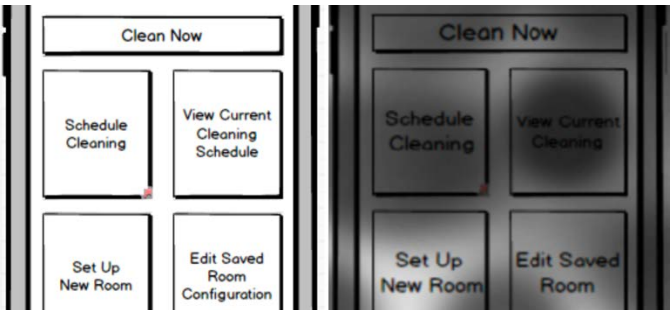 Clean Now
Schedule
Cleaning
View Current
Cleaning
Schedule
Set Up
New Room
Edit Saved
Room
Configuration
Clean Now
Schedule
Cleaning
View Current
Cleaning
Set Up
New Room
Edit Saved
Room